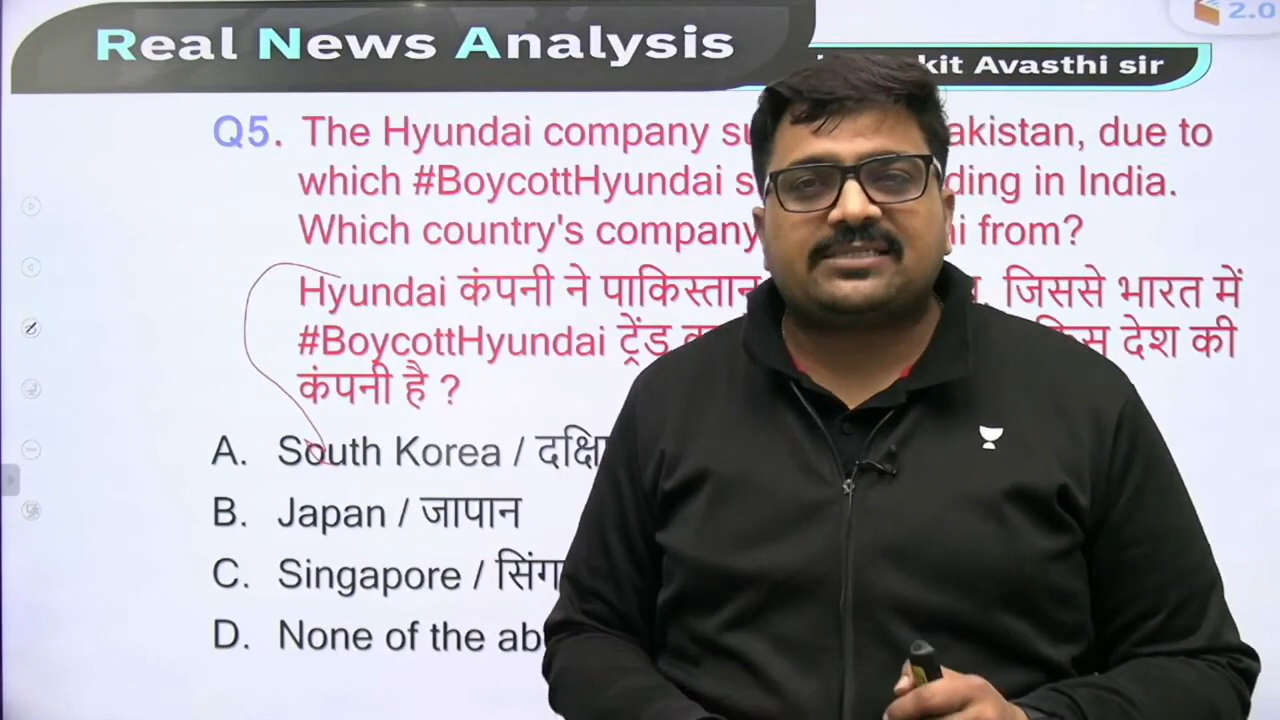 Real News Analysis
2.0
kit Avasthi sir
Q5. The Hyundai company su akistan, due to
which #BoycottHyundai s ding in India.
Which country's company i from?
Hyundai कंपनी ने पाकिस्तान जिससे भारत में
#BoycottHyundai ट्रेंड देश की
कंपनी है ?
A. South Korea / दक्षि
B. Japan / जापान
C. Singapore / सिंग
D. None of the ab